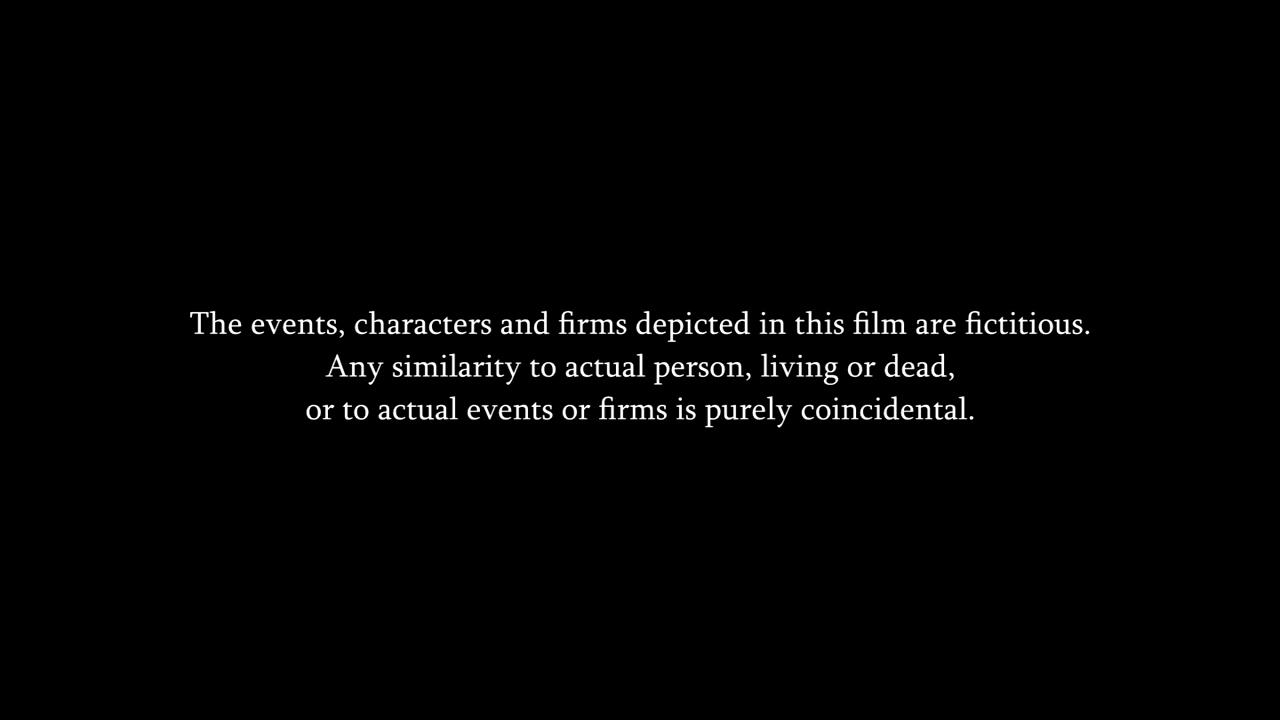 The events, characters and firms depicted in this film are fictitious.
Any similarity to actual person, living or dead,
or to actual events or firms is purely coincidental.